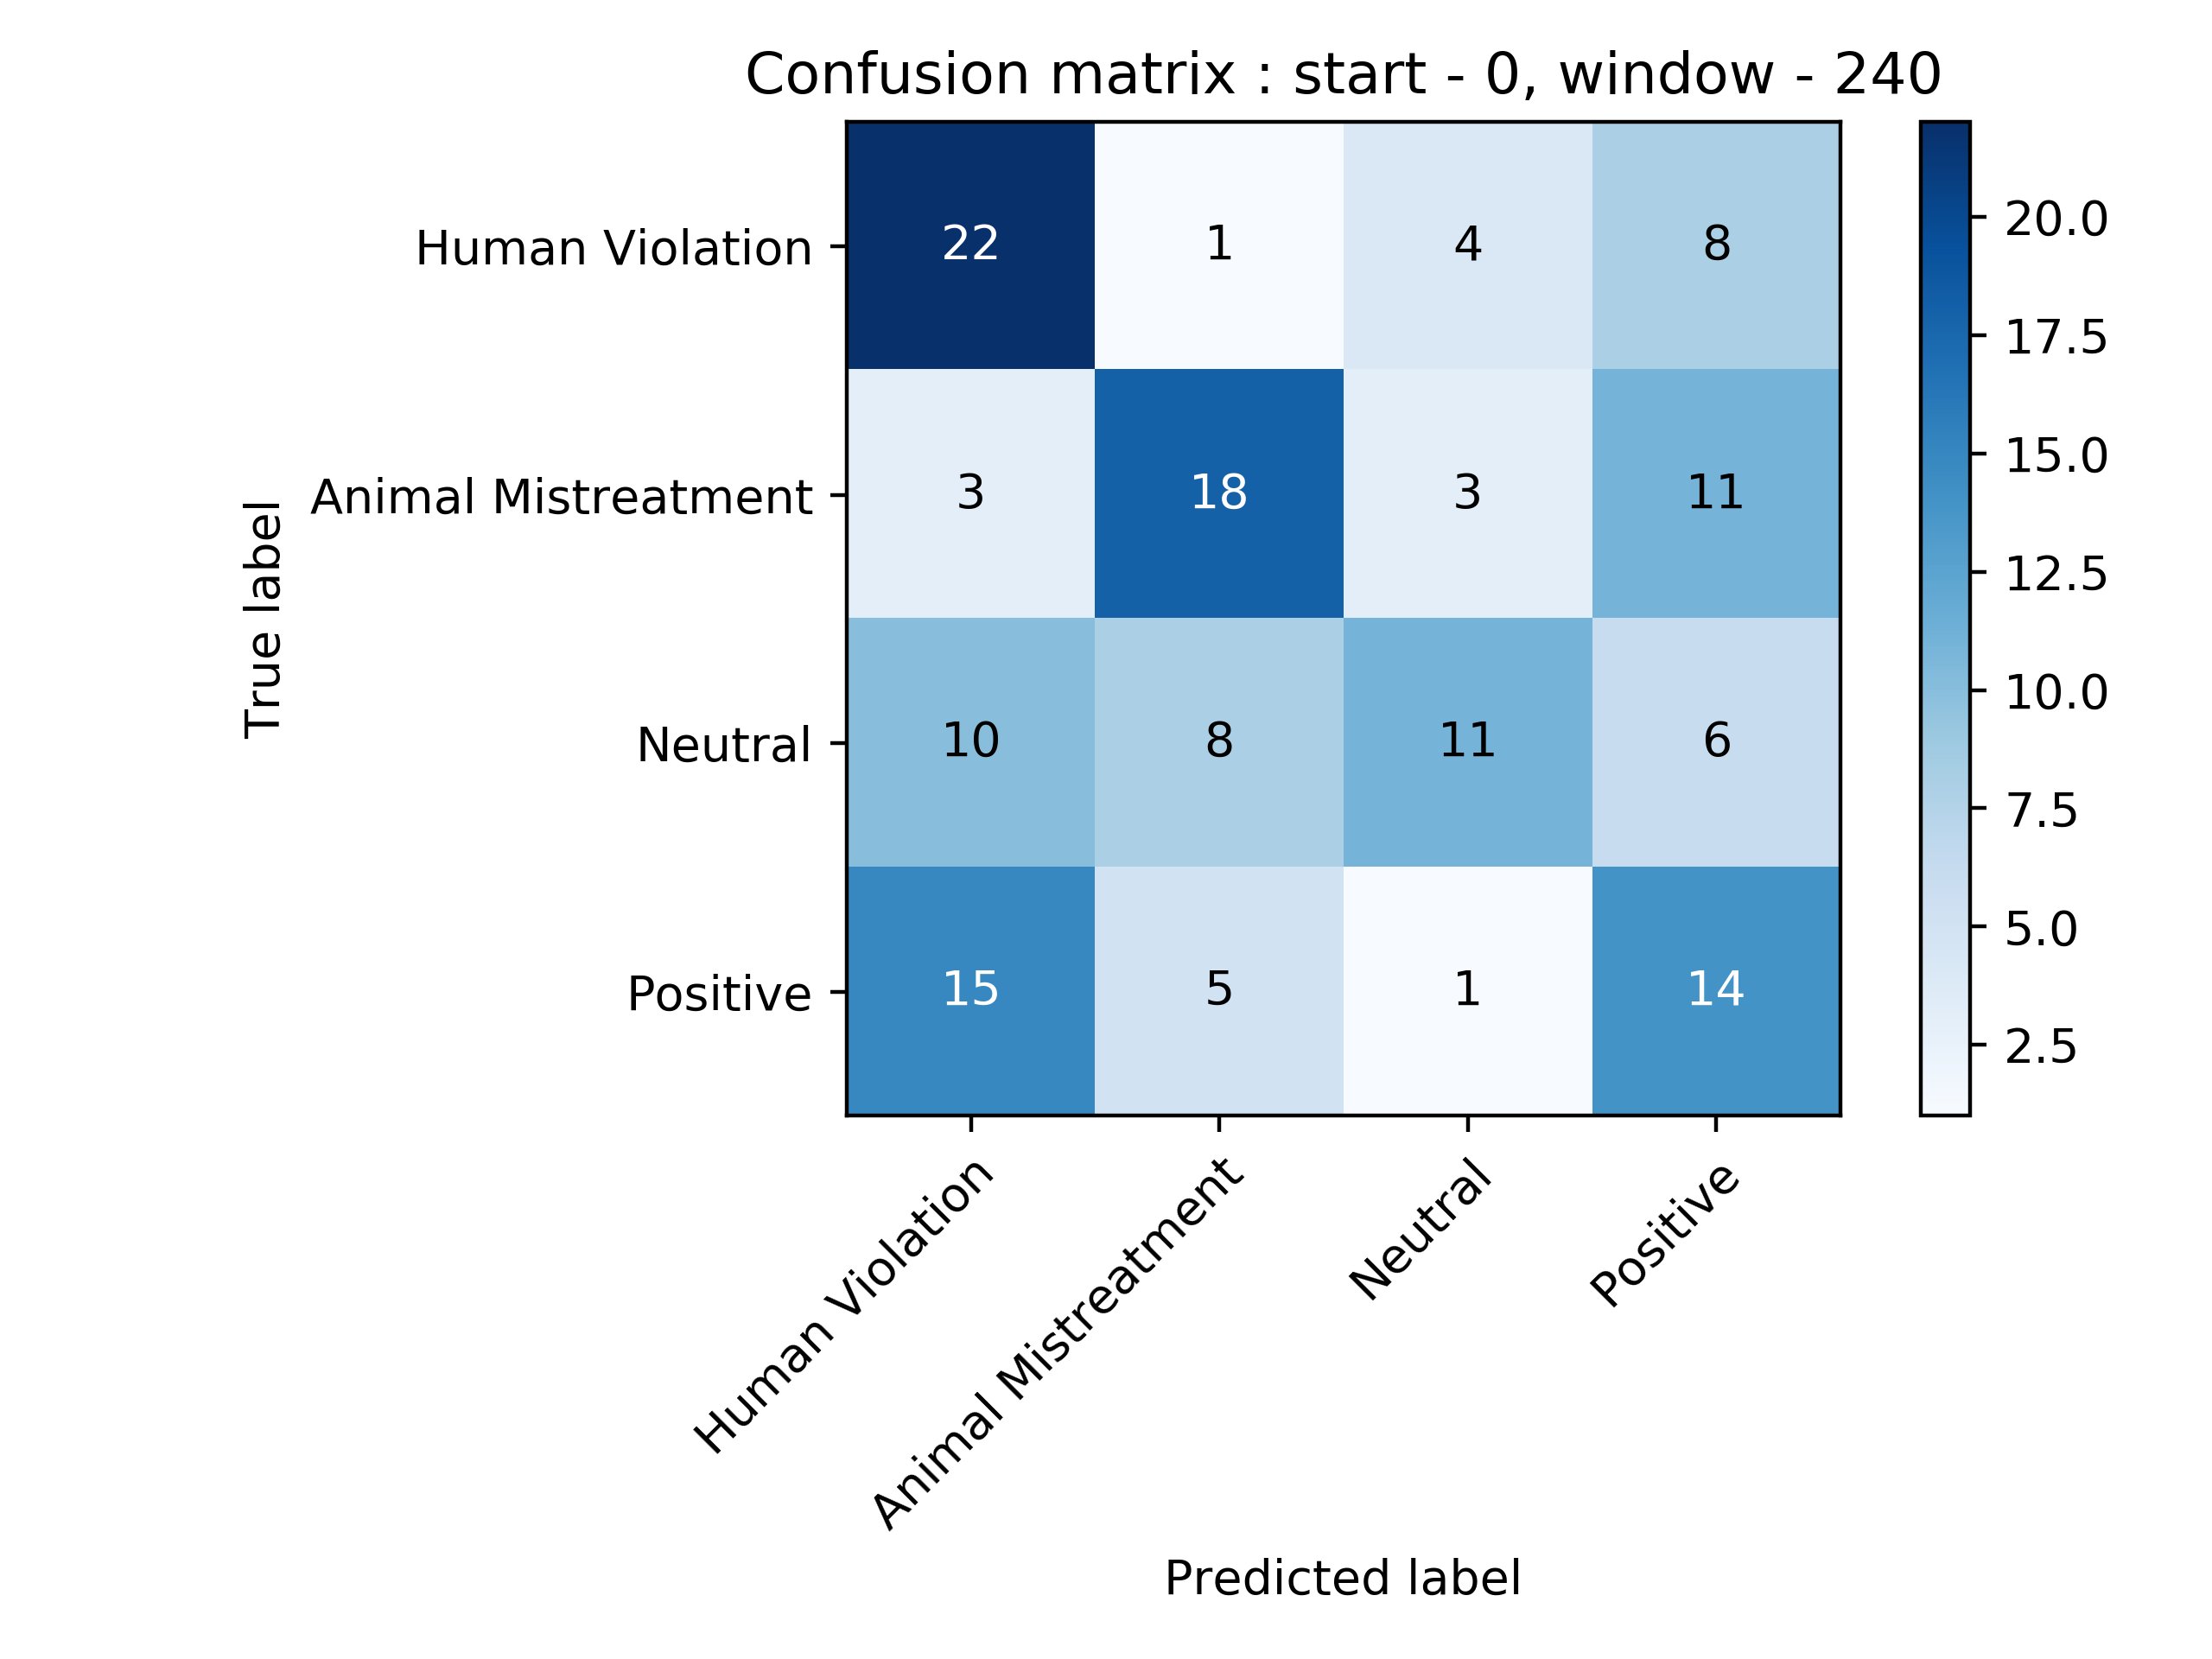 Confusion matrix : start - 0, window - 240
True label
Human Violation
22 1 4 8
Animal Mistreatment
3 18 3 11
Neutral
10 8 11 6
Positive
15 5 1 14
Human Violation
Animal Mistreatment
Neutral
Positive
Predicted label
20.0
17.5
15.0
12.5
10.0
7.5
5.0
2.5